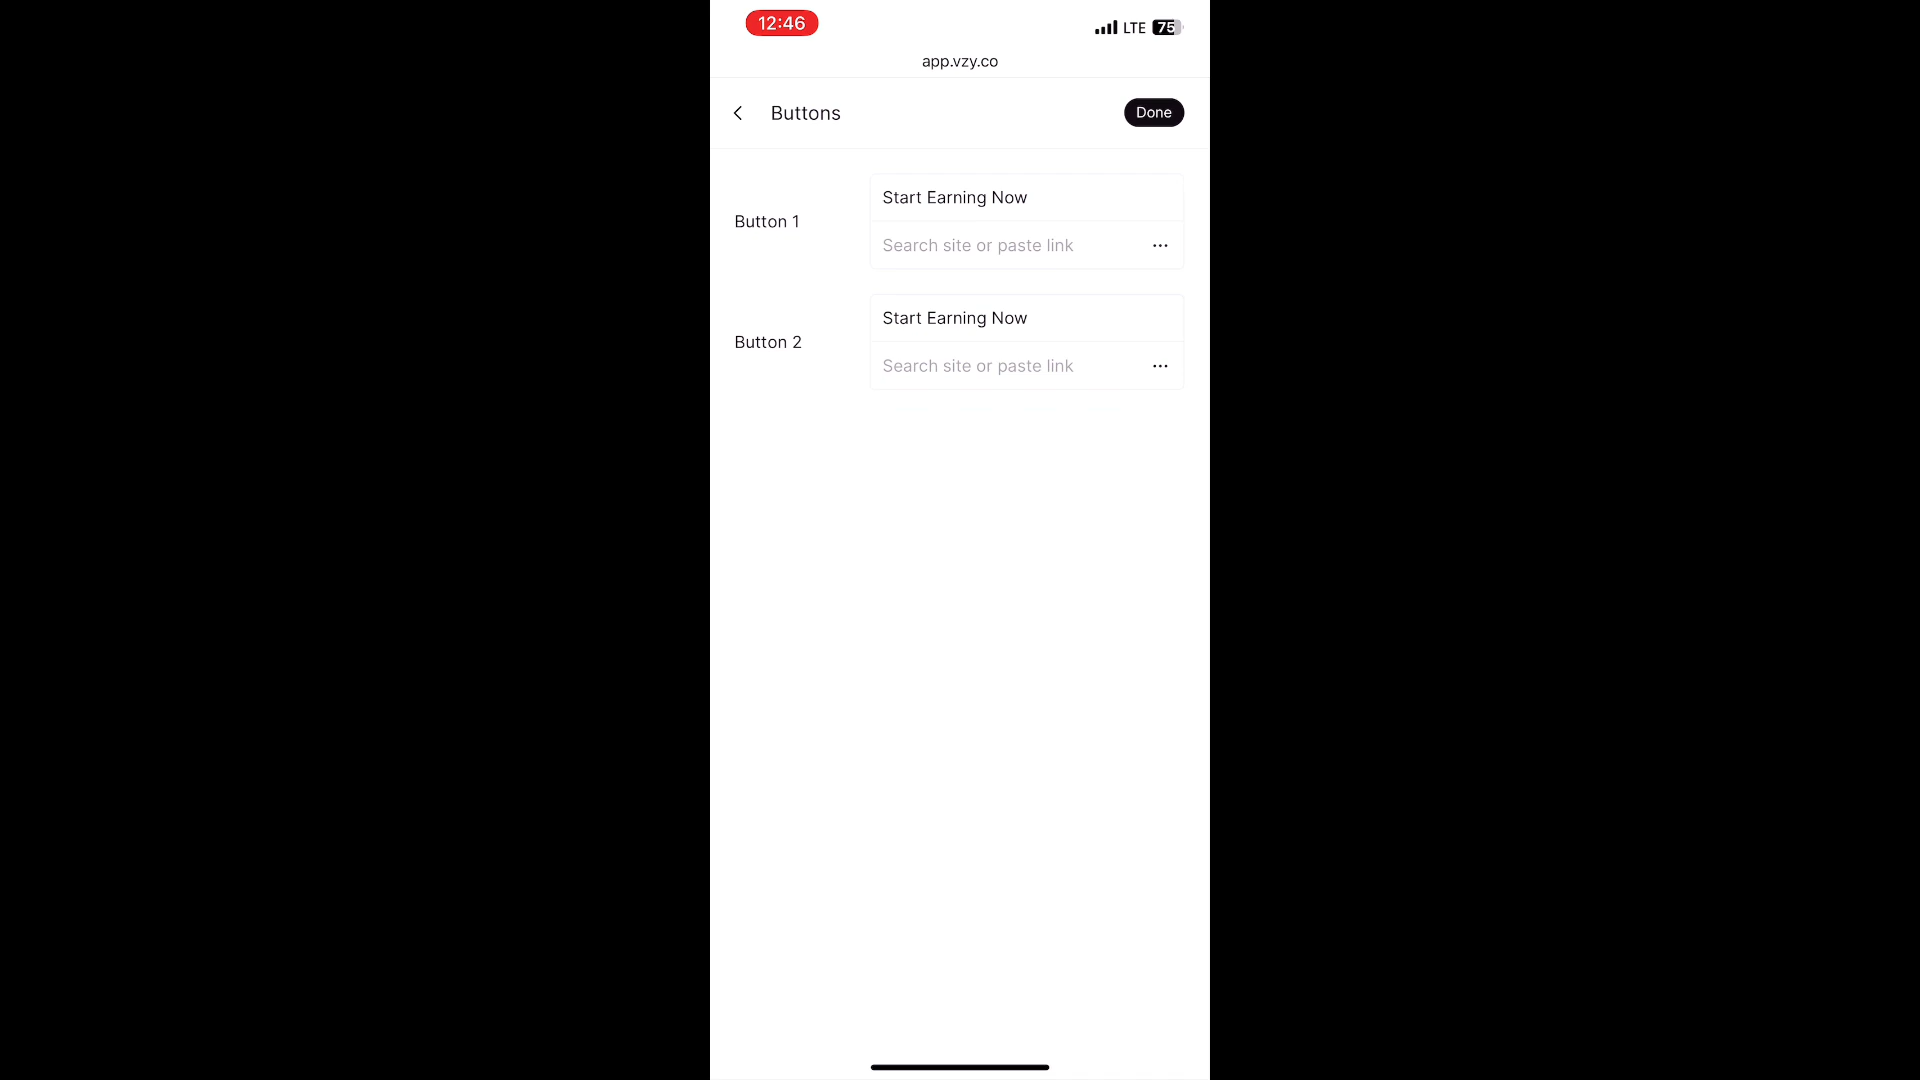 12:46
LTE 75
app.vzy.co
Buttons
Done
Button 1
Start Earning Now
Search site or paste link
Button 2
Start Earning Now
Search site or paste link